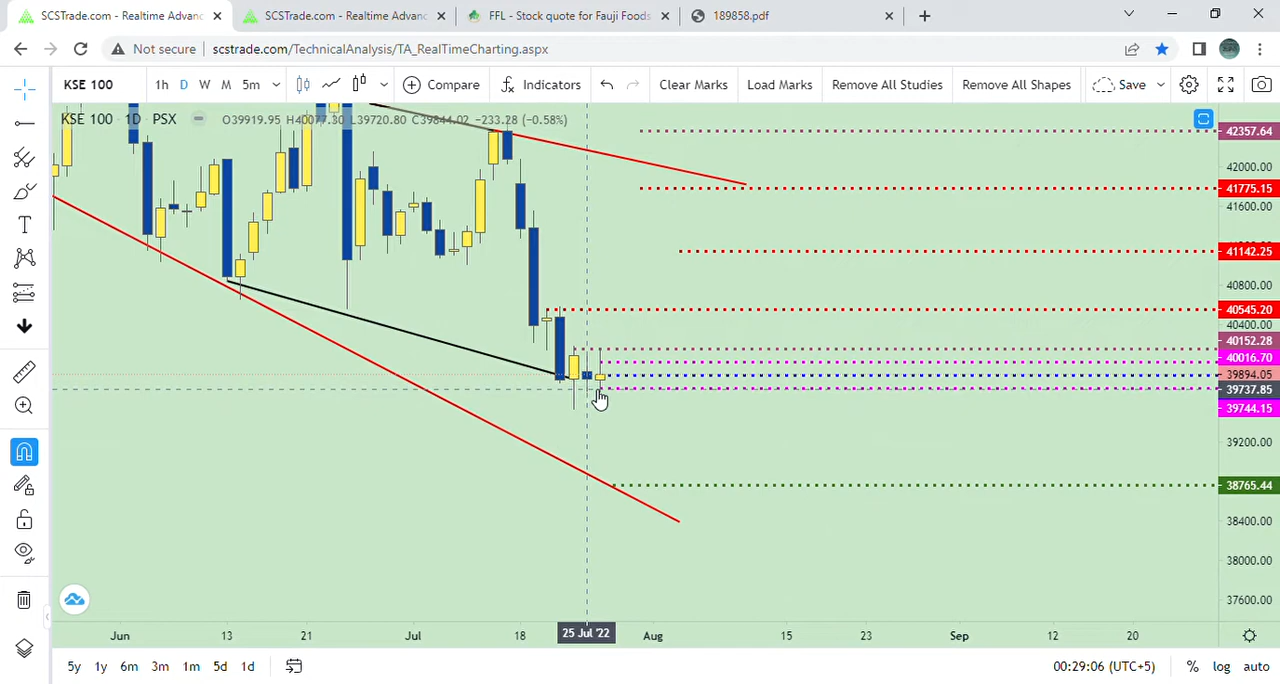 SCSTrade.com - Realtime Advanc
SCSTrade.com - Realtime Advanc
FFL - Stock quote for Fauji Foods
189858.pdf
Not secure
scstrade.com/TechnicalAnalysis/TA_RealTimeCharting.aspx
KSE 100
1h
D
W
M
5m
Compare
Indicators
Clear Marks
Load Marks
Remove All Studies
Remove All Shapes
Save
KSE 100 · 1D · PSX
O39919.95 H40077.30 L39720.80 C39844.02 −233.28 (−0.58%)
42357.64
42000.00
41775.15
41600.00
41142.25
40800.00
40545.20
40400.00
40152.28
40016.70
39894.05
39737.85
39744.15
39200.00
38765.44
38400.00
38000.00
37600.00
Jun
13
21
Jul
18
25 Jul '22
Aug
15
23
Sep
12
20
5y
1y
6m
3m
1m
5d
1d
00:29:06 (UTC+5)
%
log
auto